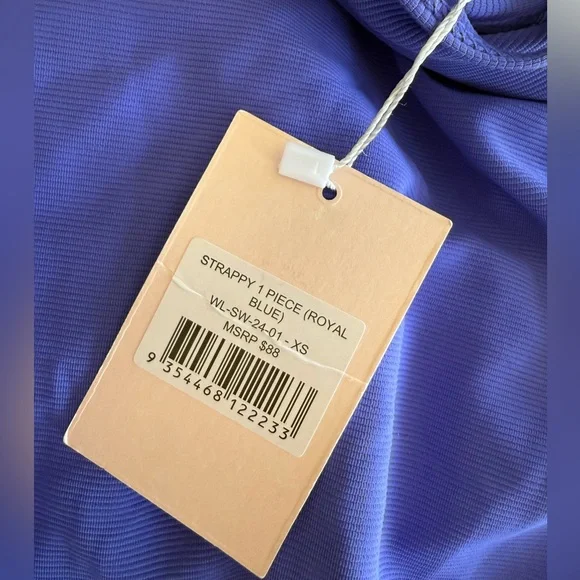 STRAPPY 1 PIECE (ROYAL
BLUE)
WL-SW-24-01 - XS
MSRP $88
9 354468 122233